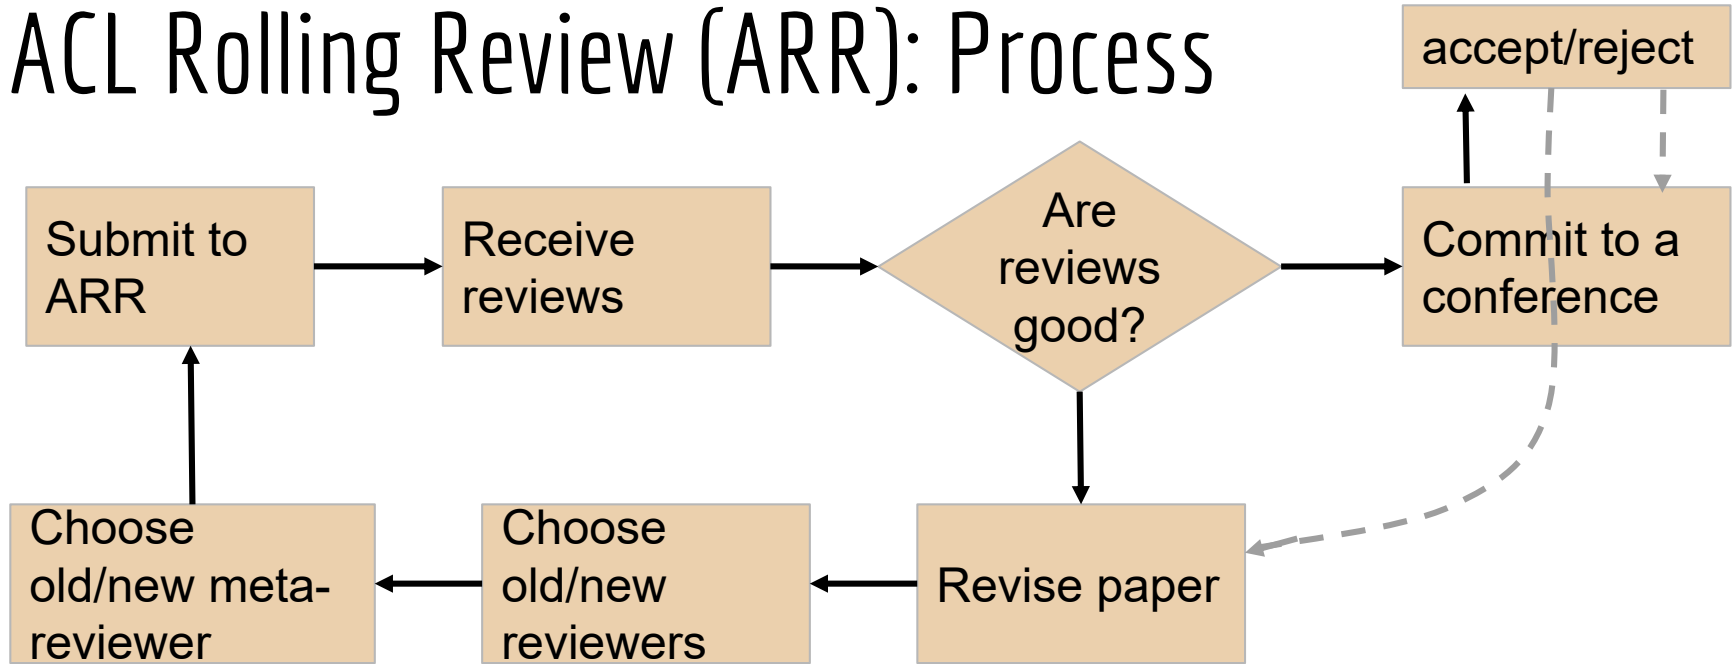 ACL Rolling Review (ARR): Process
accept/reject
Submit to
ARR
Receive
reviews
Are
reviews
good?
Commit to a
conference
Choose
old/new meta-
reviewer
Choose
old/new
reviewers
Revise paper